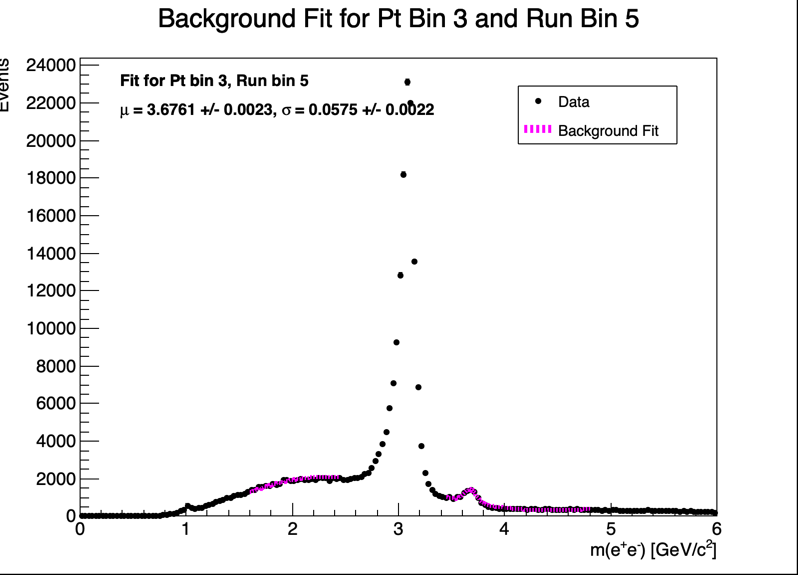 Background Fit for Pt Bin 3 and Run Bin 5
Events
24000
22000
20000
18000
16000
14000
12000
10000
8000
6000
4000
2000
0
Fit for Pt bin 3, Run bin 5
μ = 3.6761 +/- 0.0023, σ = 0.0575 +/- 0.0022
Data
Background Fit
0 1 2 3 4 5 6
m(e⁺e⁻) [GeV/c²]